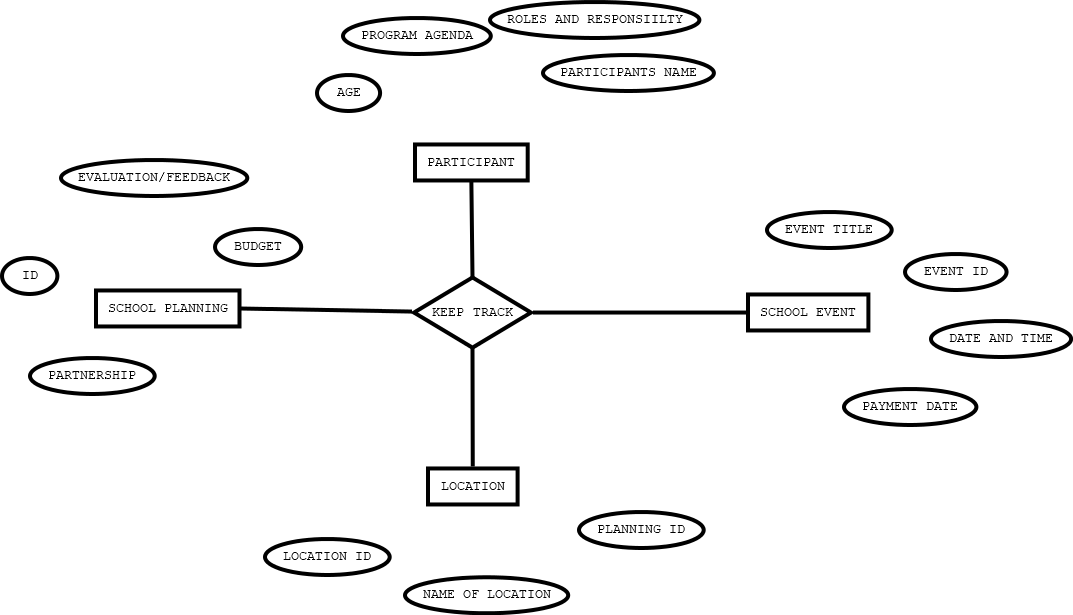 ROLES AND RESPONSIILTY
PROGRAM AGENDA
PARTICIPANTS NAME
AGE
PARTICIPANT
EVALUATION/FEEDBACK
EVENT TITLE
BUDGET
ID
EVENT ID
SCHOOL PLANNING
KEEP TRACK
SCHOOL EVENT
DATE AND TIME
PARTNERSHIP
PAYMENT DATE
LOCATION
PLANNING ID
LOCATION ID
NAME OF LOCATION